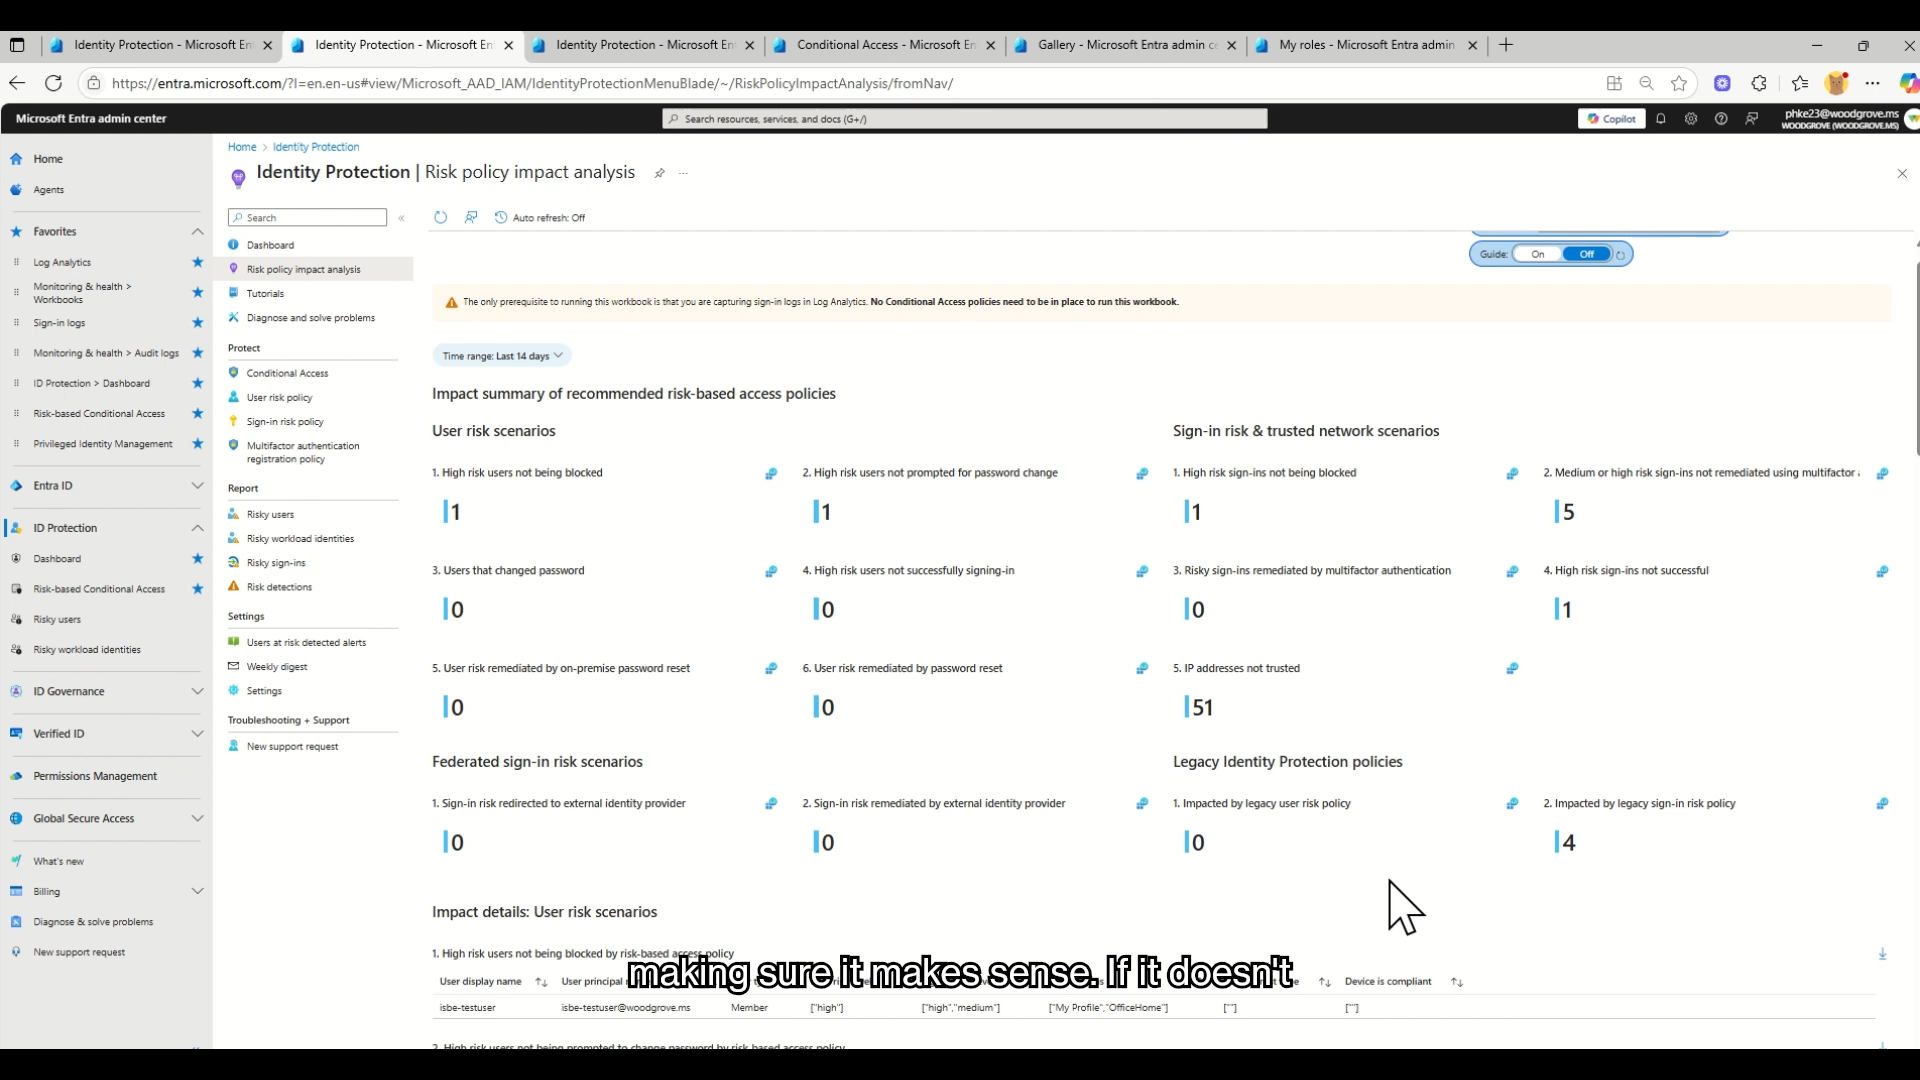 Identity Protection - Microsoft En
Identity Protection - Microsoft En
Identity Protection - Microsoft En
Conditional Access - Microsoft En
Gallery - Microsoft Entra admin ce
My roles - Microsoft Entra admin
https://entra.microsoft.com/?l=en.en-us#view/Microsoft_AAD_IAM/IdentityProtectionMenuBlade/~/RiskPolicyImpactAnalysis/fromNav/
Microsoft Entra admin center
Search resources, services, and docs (G+/)
Copilot
phke23@woodgrove.ms
WOODGROVE (WOODGROVE.MS)
Home
Agents
Favorites
Log Analytics
Monitoring & health >
Workbooks
Sign-in logs
Monitoring & health > Audit logs
ID Protection > Dashboard
Risk-based Conditional Access
Privileged Identity Management
Entra ID
ID Protection
Dashboard
Risk-based Conditional Access
Risky users
Risky workload identities
ID Governance
Verified ID
Permissions Management
Global Secure Access
What's new
Billing
Diagnose & solve problems
New support request
Home > Identity Protection
Identity Protection | Risk policy impact analysis
Search
Dashboard
Risk policy impact analysis
Tutorials
Diagnose and solve problems
Protect
Conditional Access
User risk policy
Sign-in risk policy
Multifactor authentication
registration policy
Report
Risky users
Risky workload identities
Risky sign-ins
Risk detections
Settings
Users at risk detected alerts
Weekly digest
Settings
Troubleshooting + Support
New support request
Auto refresh: Off
Guide: On Off
The only prerequisite to running this workbook is that you are capturing sign-in logs in Log Analytics. No Conditional Access policies need to be in place to run this workbook.
Time range: Last 14 days
Impact summary of recommended risk-based access policies
User risk scenarios
Sign-in risk & trusted network scenarios
1. High risk users not being blocked
1
2. High risk users not prompted for password change
1
1. High risk sign-ins not being blocked
1
2. Medium or high risk sign-ins not remediated using multifactor
5
3. Users that changed password
0
4. High risk users not successfully signing-in
0
3. Risky sign-ins remediated by multifactor authentication
0
4. High risk sign-ins not successful
1
5. User risk remediated by on-premise password reset
0
6. User risk remediated by password reset
0
5. IP addresses not trusted
51
Federated sign-in risk scenarios
Legacy Identity Protection policies
1. Sign-in risk redirected to external identity provider
0
2. Sign-in risk remediated by external identity provider
0
1. Impacted by legacy user risk policy
0
2. Impacted by legacy sign-in risk policy
4
Impact details: User risk scenarios
1. High risk users not being blocked by risk-based access policy
making sure it makes sense. If it doesn't
User display name
User principal
Device is compliant
isbe-testuser
isbe-testuser@woodgrove.ms
Member
["high"]
["high","medium"]
["My Profile","OfficeHome"]
[""]
[""]
2. High risk users not being prompted to change password by risk based access policy